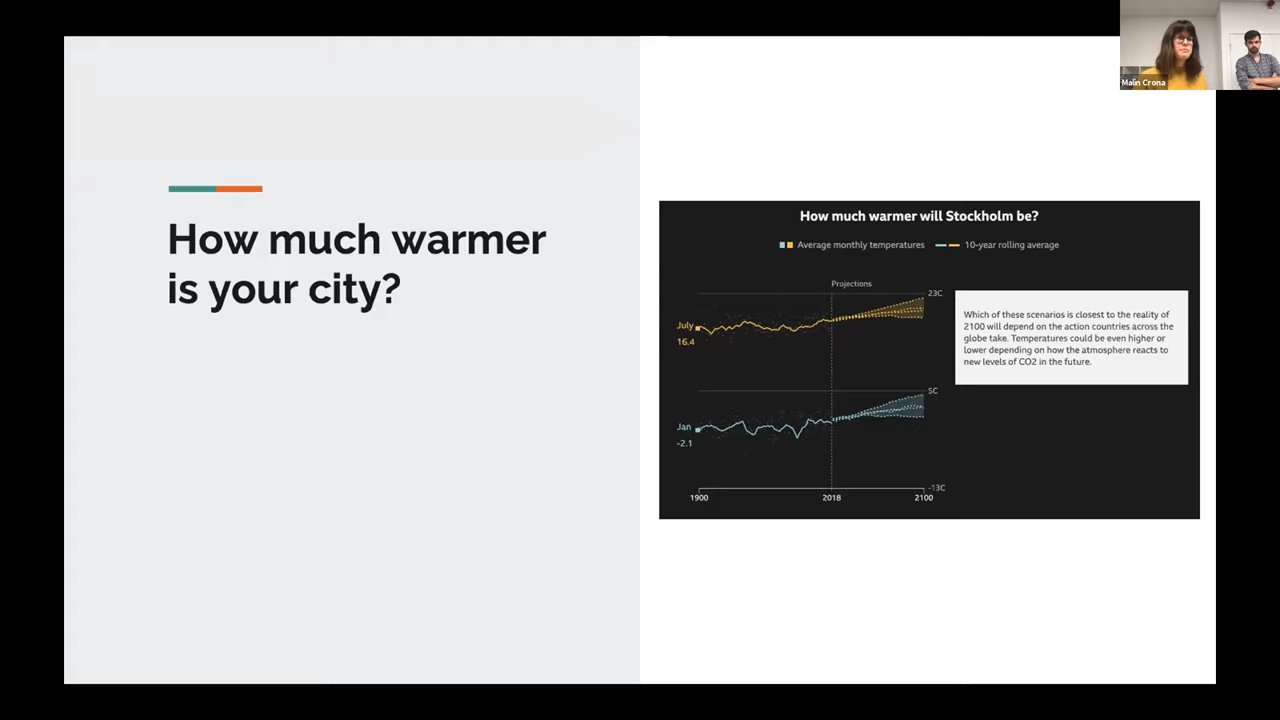 Malin Crona
How much warmer
is your city?
How much warmer will Stockholm be?
Average monthly temperatures
10-year rolling average
Projections
23C
July
16.4
Which of these scenarios is closest to the reality of
2100 will depend on the action countries across the
globe take. Temperatures could be even higher or
lower depending on how the atmosphere reacts to
new levels of CO2 in the future.
5C
Jan
-2.1
-13C
1900
2018
2100